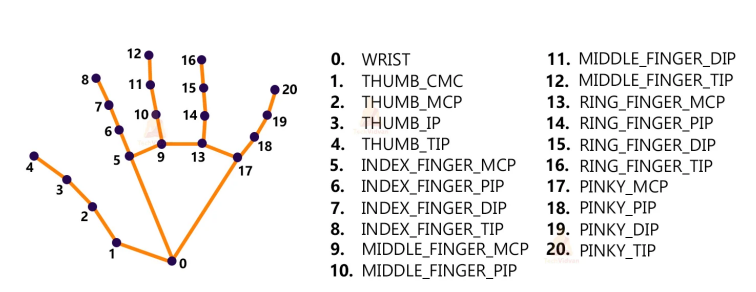 12
16
8
11
15
20
7
10
14
19
6
18
5
9
13
17
4
3
2
1
0
0. WRIST
1. THUMB_CMC
2. THUMB_MCP
3. THUMB_IP
4. THUMB_TIP
5. INDEX_FINGER_MCP
6. INDEX_FINGER_PIP
7. INDEX_FINGER_DIP
8. INDEX_FINGER_TIP
9. MIDDLE_FINGER_MCP
10. MIDDLE_FINGER_PIP
11. MIDDLE_FINGER_DIP
12. MIDDLE_FINGER_TIP
13. RING_FINGER_MCP
14. RING_FINGER_PIP
15. RING_FINGER_DIP
16. RING_FINGER_TIP
17. PINKY_MCP
18. PINKY_PIP
19. PINKY_DIP
20. PINKY_TIP